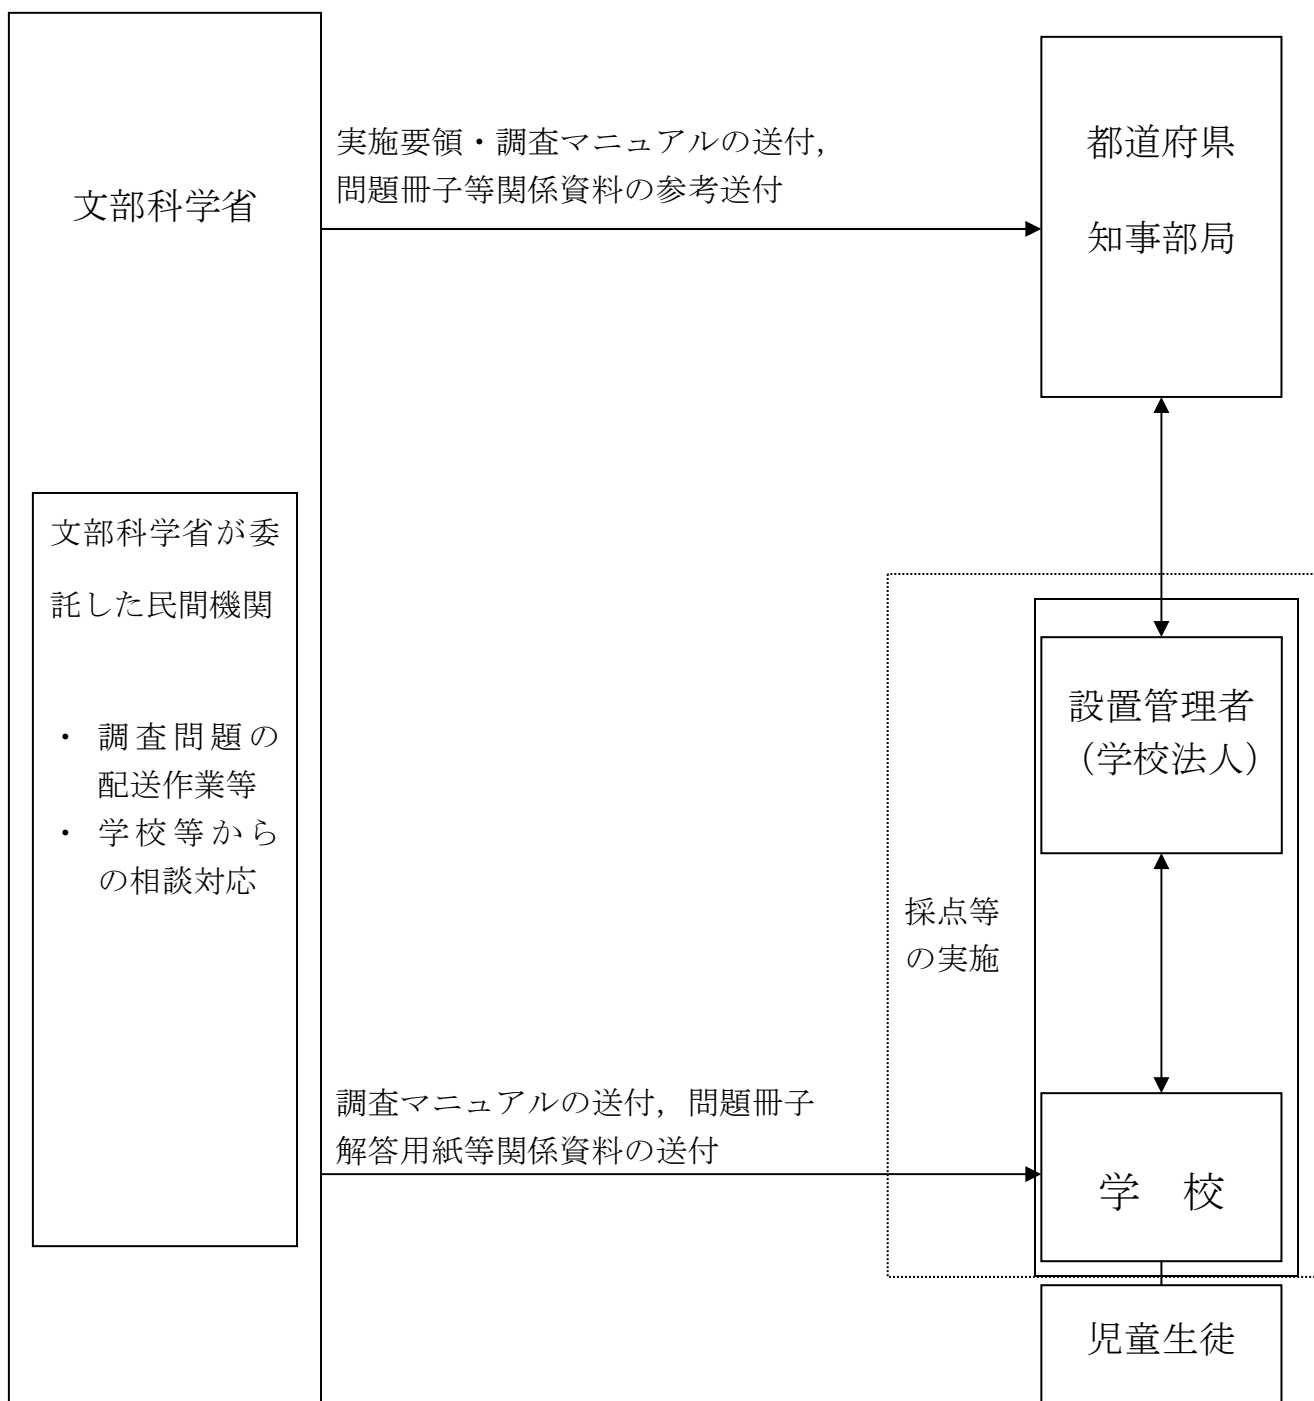 文部科学省
実施要領・調査マニュアルの送付，
問題冊子等関係資料の参考送付
都道府県
知事部局
文部科学省が委
託した民間機関
・ 調査問題の
配送作業等
・ 学校等から
の相談対応
設置管理者
（学校法人）
採点等
の実施
調査マニュアルの送付，問題冊子
解答用紙等関係資料の送付
学　校
児童生徒